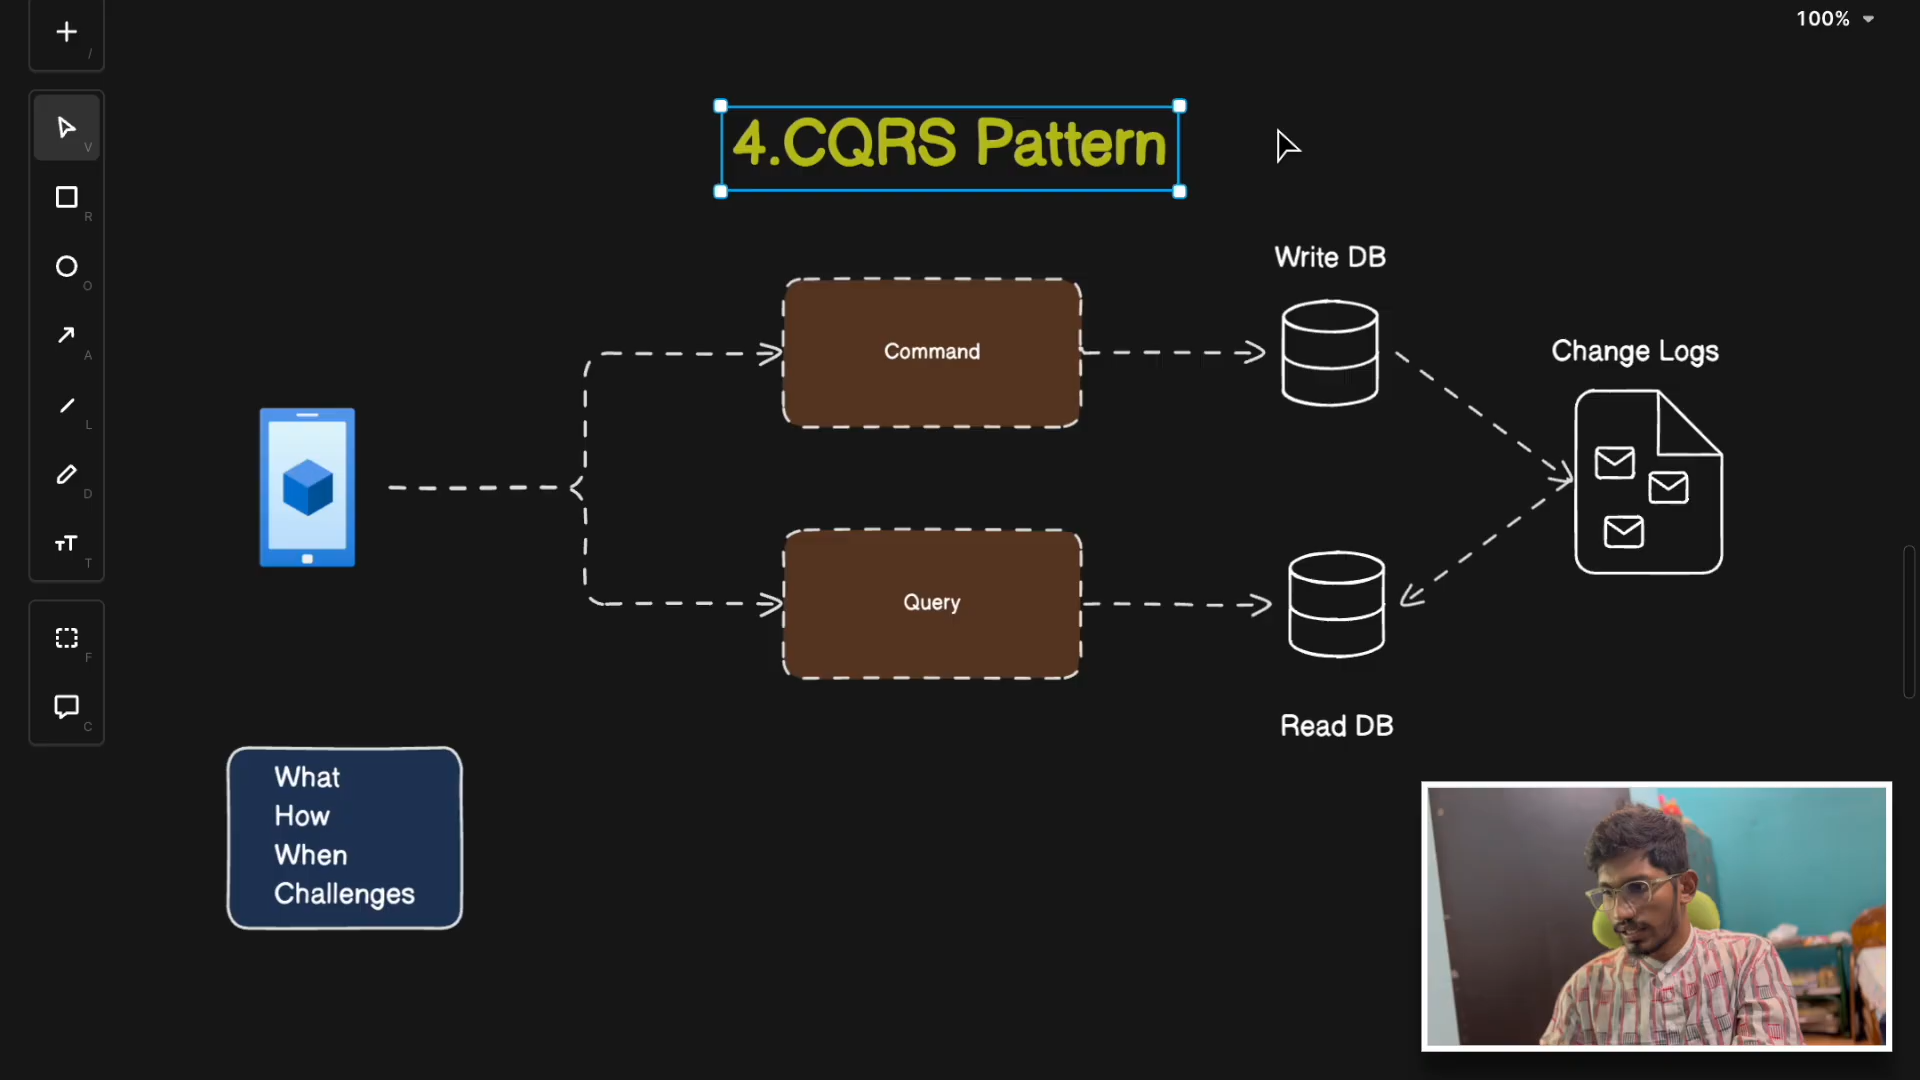 100%
/
V
R
O
A
L
D
T
F
C
4.CQRS Pattern
Write DB
Command
Change Logs
Query
Read DB
What
How
When
Challenges